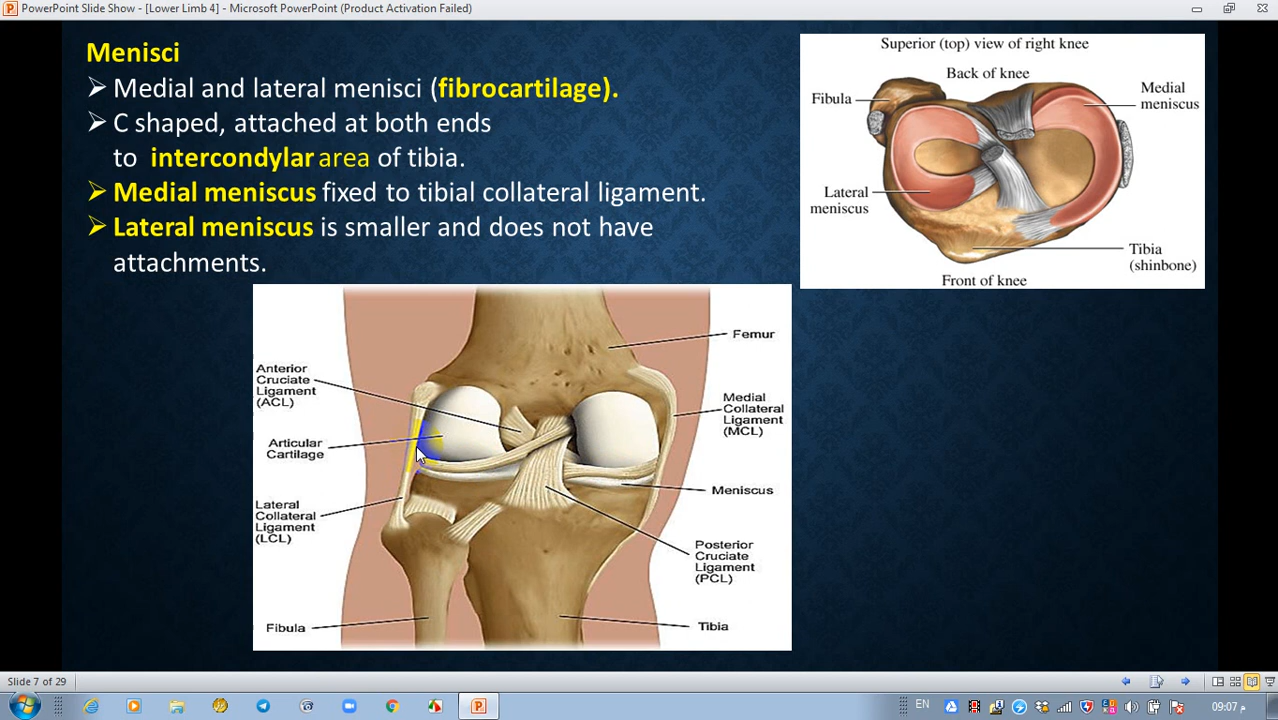 PowerPoint Slide Show - [Lower Limb 4] - Microsoft PowerPoint (Product Activation Failed)
Menisci
➢ Medial and lateral menisci (fibrocartilage).
➢ C shaped, attached at both ends
to intercondylar area of tibia.
➢ Medial meniscus fixed to tibial collateral ligament.
➢ Lateral meniscus is smaller and does not have
attachments.
Superior (top) view of right knee
Back of knee
Fibula
Medial
meniscus
Lateral
meniscus
Tibia
(shinbone)
Front of knee
Femur
Anterior
Cruciate
Ligament
(ACL)
Medial
Collateral
Ligament
(MCL)
Articular
Cartilage
Meniscus
Lateral
Collateral
Ligament
(LCL)
Posterior
Cruciate
Ligament
(PCL)
Fibula
Tibia
Slide 7 of 29
EN
09:07 م